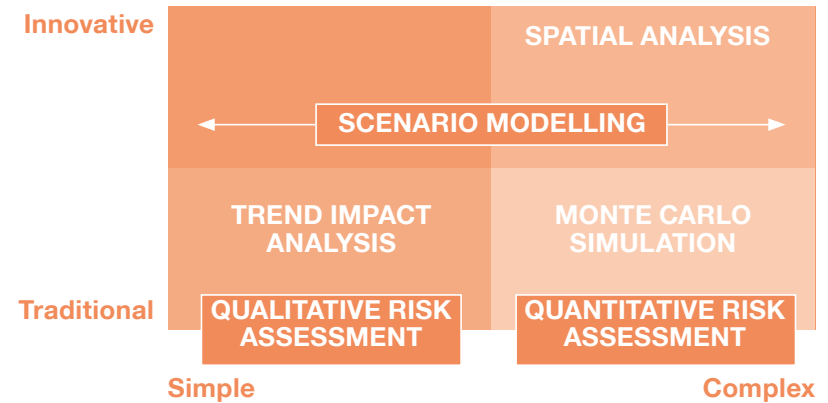 Innovative
SPATIAL ANALYSIS
SCENARIO MODELLING
TREND IMPACT
ANALYSIS
MONTE CARLO
SIMULATION
Traditional
QUALITATIVE RISK
ASSESSMENT
QUANTITATIVE RISK
ASSESSMENT
Simple
Complex